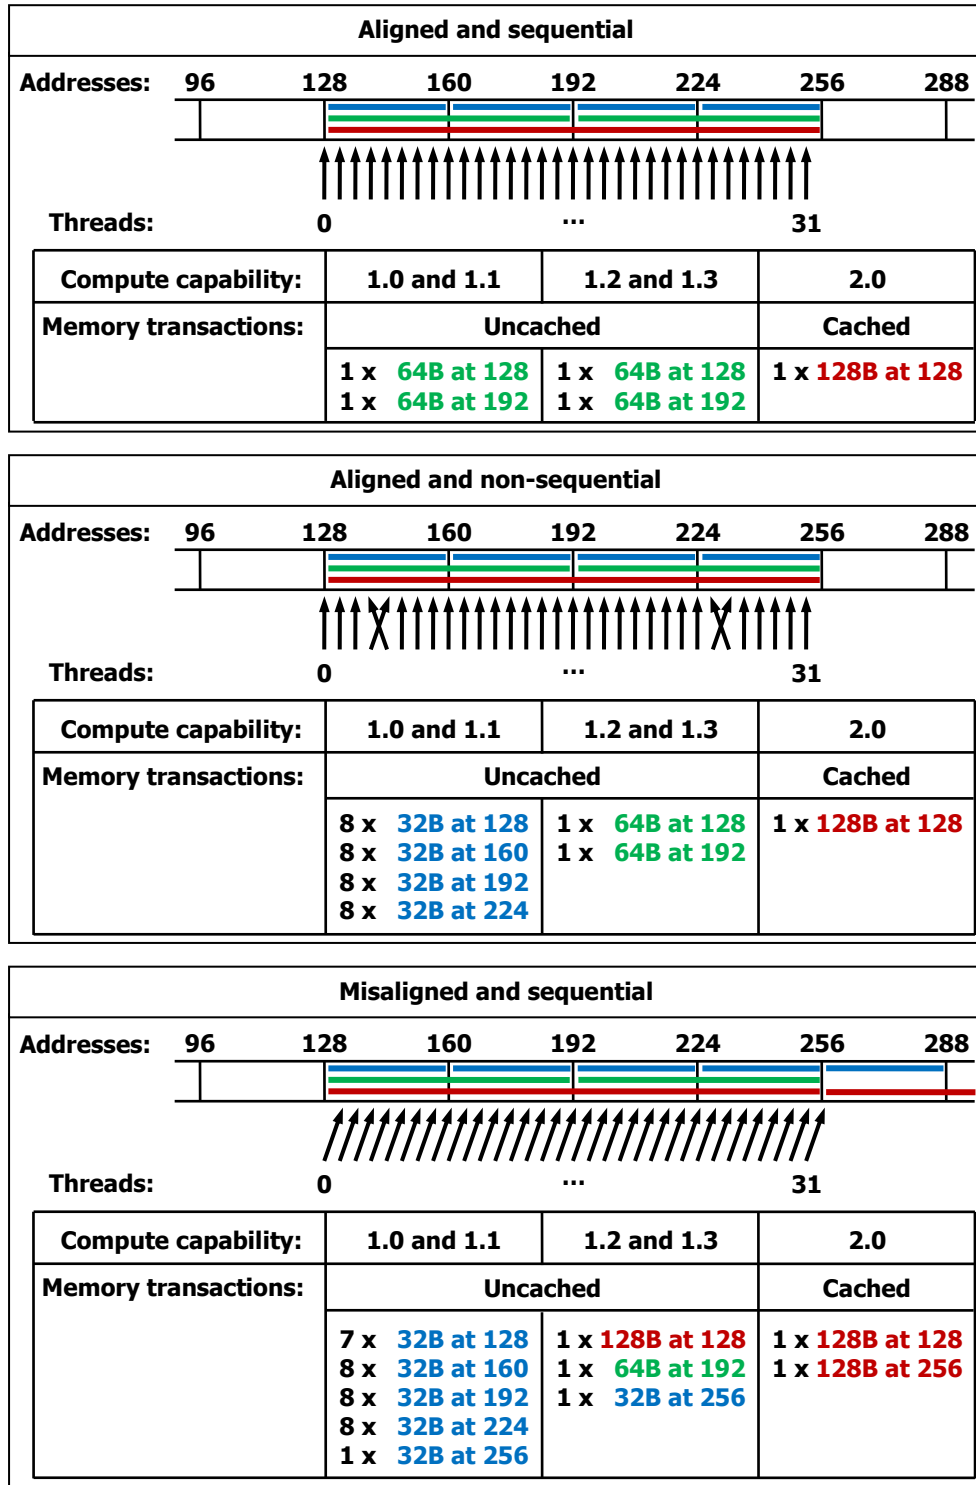 Aligned and sequential
Addresses: 96 128 160 192 224 256 288
Threads: 0 ... 31
Compute capability: 1.0 and 1.1 1.2 and 1.3 2.0
Memory transactions: Uncached Cached
1 x 64B at 128 1 x 64B at 128 1 x 128B at 128
1 x 64B at 192 1 x 64B at 192
Aligned and non-sequential
Addresses: 96 128 160 192 224 256 288
Threads: 0 ... 31
Compute capability: 1.0 and 1.1 1.2 and 1.3 2.0
Memory transactions: Uncached Cached
8 x 32B at 128 1 x 64B at 128 1 x 128B at 128
8 x 32B at 160 1 x 64B at 192
8 x 32B at 192
8 x 32B at 224
Misaligned and sequential
Addresses: 96 128 160 192 224 256 288
Threads: 0 ... 31
Compute capability: 1.0 and 1.1 1.2 and 1.3 2.0
Memory transactions: Uncached Cached
7 x 32B at 128 1 x 128B at 128 1 x 128B at 128
8 x 32B at 160 1 x 64B at 192 1 x 128B at 256
8 x 32B at 192 1 x 32B at 256
8 x 32B at 224
1 x 32B at 256